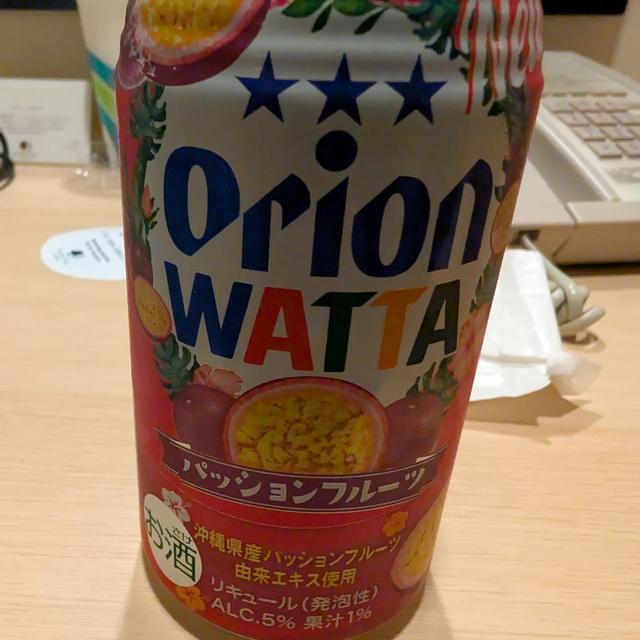 Orion
WATTA
パッションフルーツ
さけ
お酒
沖縄県産パッションフルーツ
由来エキス使用
リキュール(発泡性)
ALC.5% 果汁1%